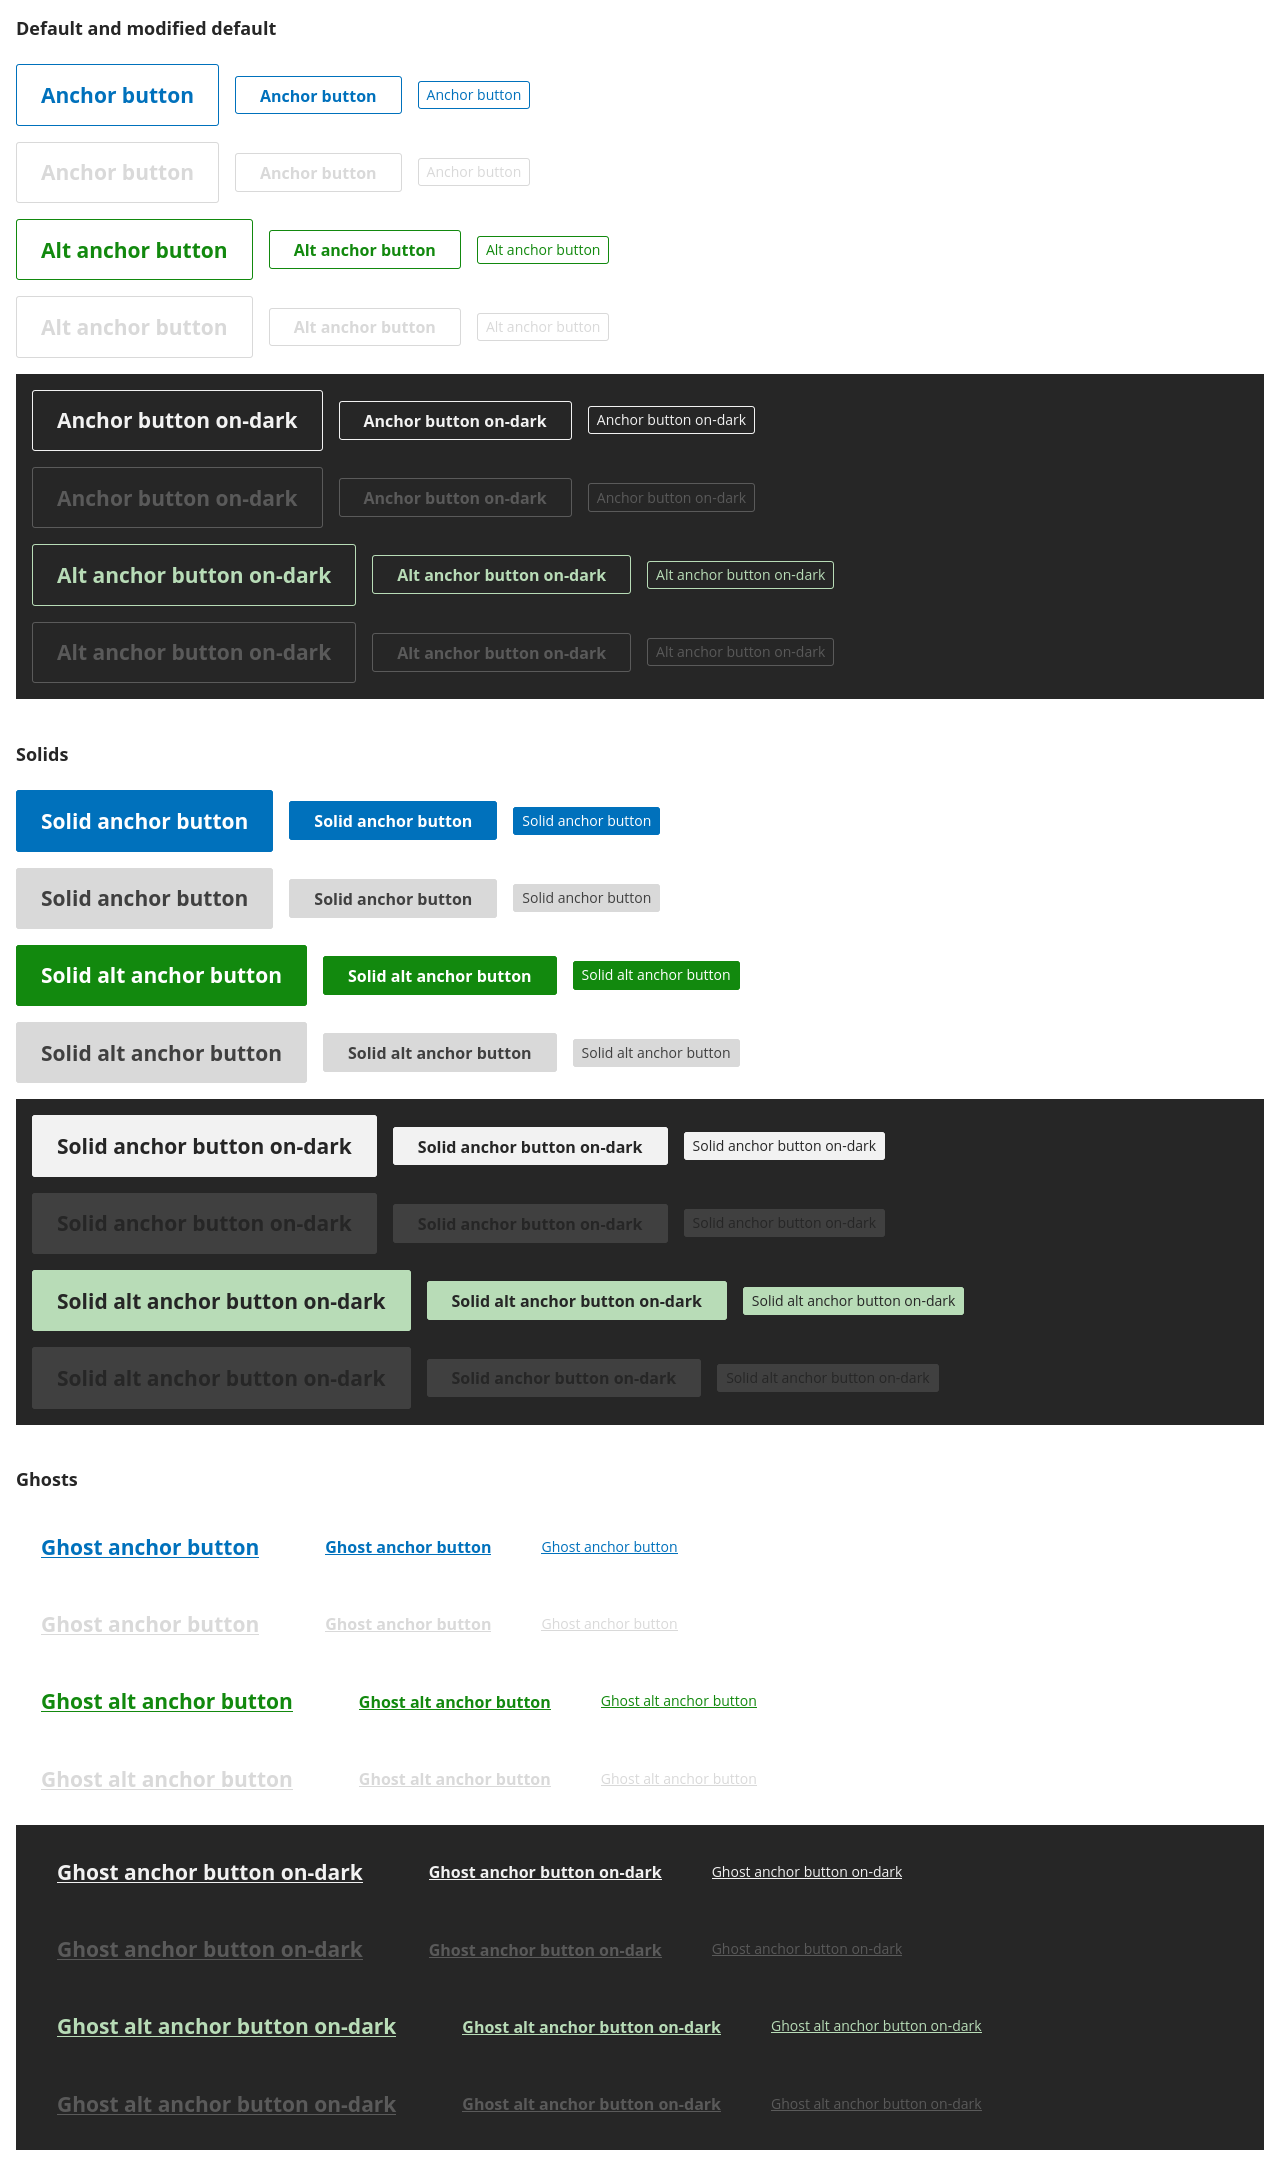 Default and modified default
Anchor button Anchor button Anchor button
Anchor button Anchor button Anchor button
Alt anchor button Alt anchor button Alt anchor button
Alt anchor button Alt anchor button Alt anchor button
Anchor button on-dark Anchor button on-dark Anchor button on-dark
Anchor button on-dark Anchor button on-dark Anchor button on-dark
Alt anchor button on-dark Alt anchor button on-dark Alt anchor button on-dark
Alt anchor button on-dark Alt anchor button on-dark Alt anchor button on-dark
Solids
Solid anchor button Solid anchor button Solid anchor button
Solid anchor button Solid anchor button Solid anchor button
Solid alt anchor button Solid alt anchor button Solid alt anchor button
Solid alt anchor button Solid alt anchor button Solid alt anchor button
Solid anchor button on-dark Solid anchor button on-dark Solid anchor button on-dark
Solid anchor button on-dark Solid anchor button on-dark Solid anchor button on-dark
Solid alt anchor button on-dark Solid alt anchor button on-dark Solid alt anchor button on-dark
Solid alt anchor button on-dark Solid anchor button on-dark Solid alt anchor button on-dark
Ghosts
Ghost anchor button Ghost anchor button Ghost anchor button
Ghost anchor button Ghost anchor button Ghost anchor button
Ghost alt anchor button Ghost alt anchor button Ghost alt anchor button
Ghost alt anchor button Ghost alt anchor button Ghost alt anchor button
Ghost anchor button on-dark Ghost anchor button on-dark Ghost anchor button on-dark
Ghost anchor button on-dark Ghost anchor button on-dark Ghost anchor button on-dark
Ghost alt anchor button on-dark Ghost alt anchor button on-dark Ghost alt anchor button on-dark
Ghost alt anchor button on-dark Ghost alt anchor button on-dark Ghost alt anchor button on-dark